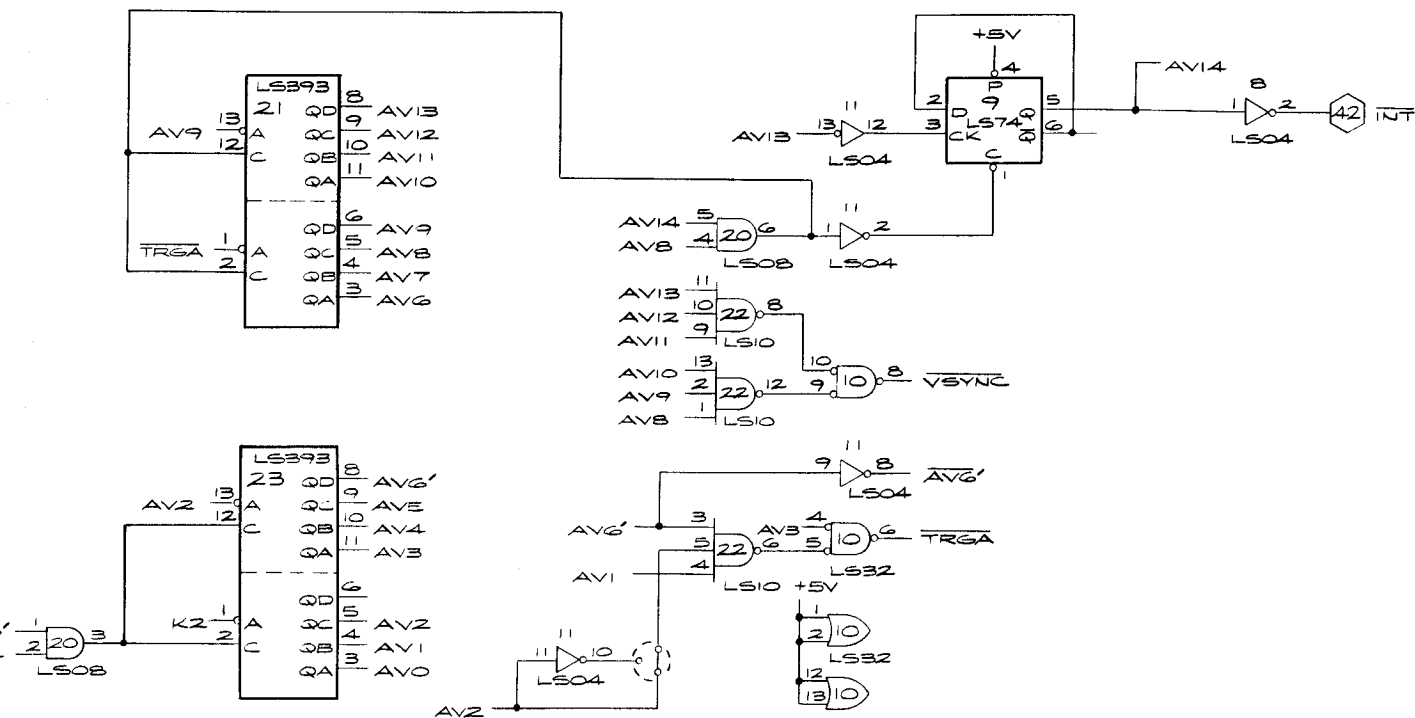 +5V
4
LS393
21
13
AV9
12
A
C
QD 8 AV13
QC 9 AV12
QB 10 AV11
QA 11 AV10
QD 6 AV9
QC 5 AV8
QB 4 AV7
QA 3 AV6
TRGA
1
2
A
C
P
9
LS74
2 D
3 CK
Q 5
Q 6
C
1
AV13
13
11
12
LS04
AV14
8
1
2
LS04
42
INT
AV14 5
AV8 4
20
6
LS08
11
1
2
LS04
AV13 11
AV12 10
AV11 9
22
8
LS10
AV10 13
AV9 2
AV8 1
22
12
LS10
10
9
10
8
VSYNC
LS393
23
AV2
13
12
A
C
QD 8 AV6'
QC 9 AVE
QB 10 AV4
QA 11 AV3
QD 6
QC 5 AV2
QB 4 AV1
QA 3 AV0
K2
1
2
A
C
1
2
20
3
LS08
11
9
8
AV6'
LS04
AV6'
3
5
4
AV1
22
6
LS10
AV3 4
5
10
6
TRGA
LS32
+5V
1
2
10
LS32
12
13
10
11
11
10
LS04
AV2